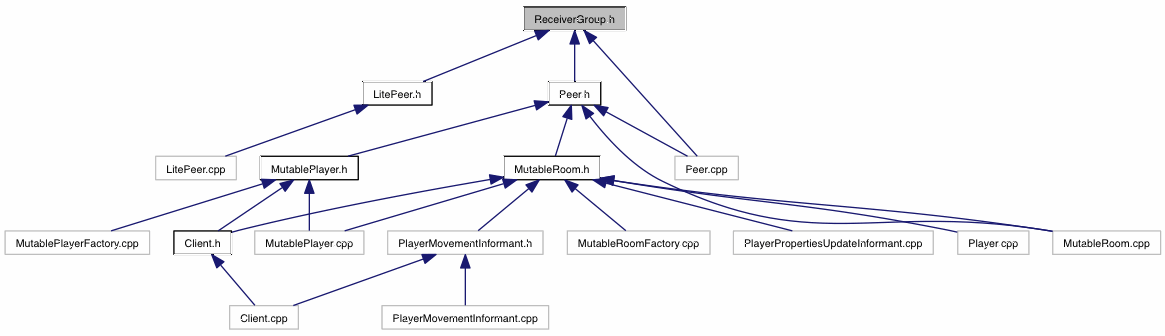 ReceiverGroup.h
LitePeer.h
Peer.h
LitePeer.cpp
MutablePlayer.h
MutableRoom.h
Peer.cpp
MutablePlayerFactory.cpp
Client.h
MutablePlayer.cpp
PlayerMovementInformant.h
MutableRoomFactory.cpp
PlayerPropertiesUpdateInformant.cpp
Player.cpp
MutableRoom.cpp
Client.cpp
PlayerMovementInformant.cpp